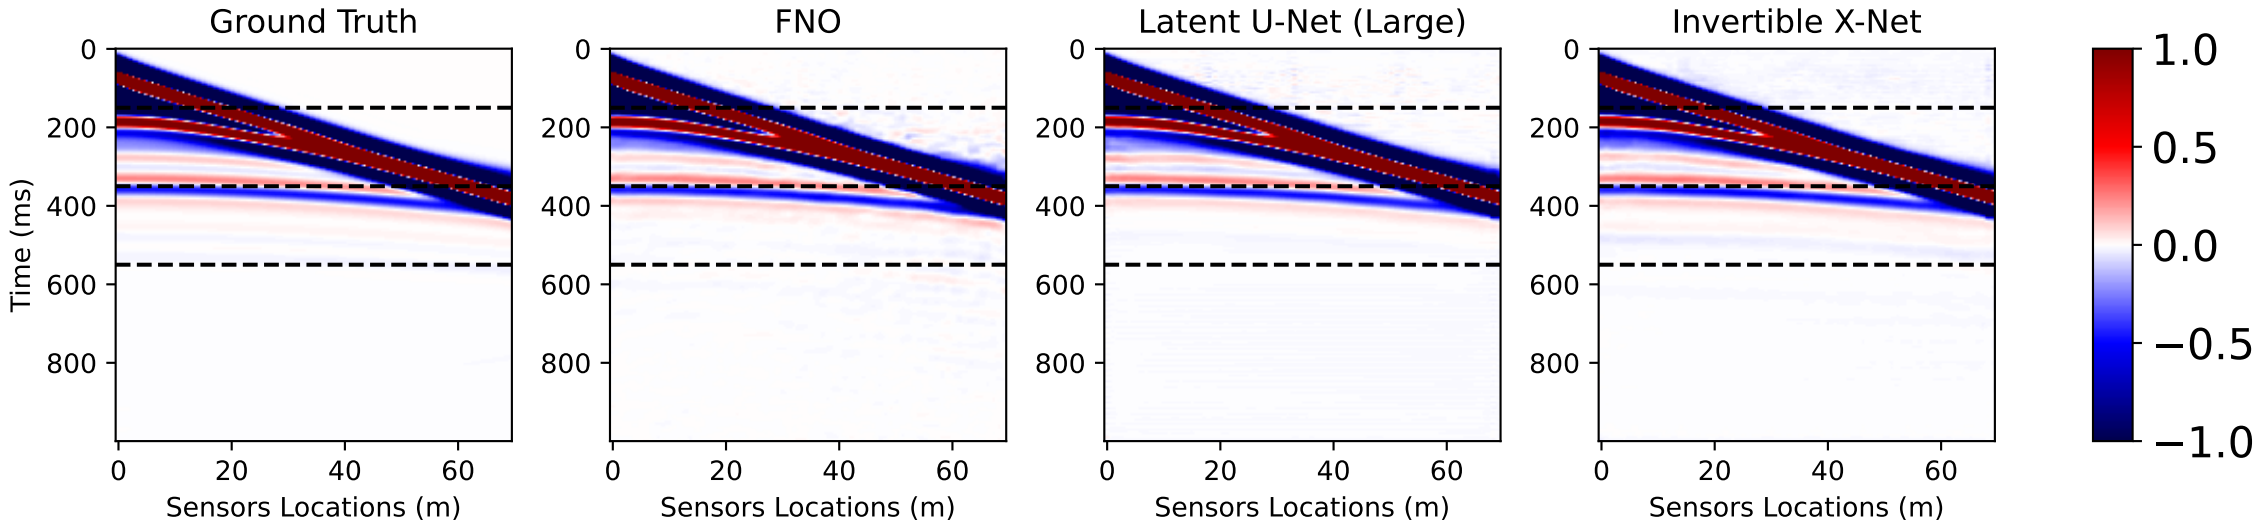 Ground Truth
FNO
Latent U-Net (Large)
Invertible X-Net
0
200
400
600
800
Time (ms)
0 20 40 60
Sensors Locations (m)
0
200
400
600
800
0 20 40 60
Sensors Locations (m)
0
200
400
600
800
0 20 40 60
Sensors Locations (m)
0
200
400
600
800
0 20 40 60
Sensors Locations (m)
1.0
0.5
0.0
−0.5
−1.0